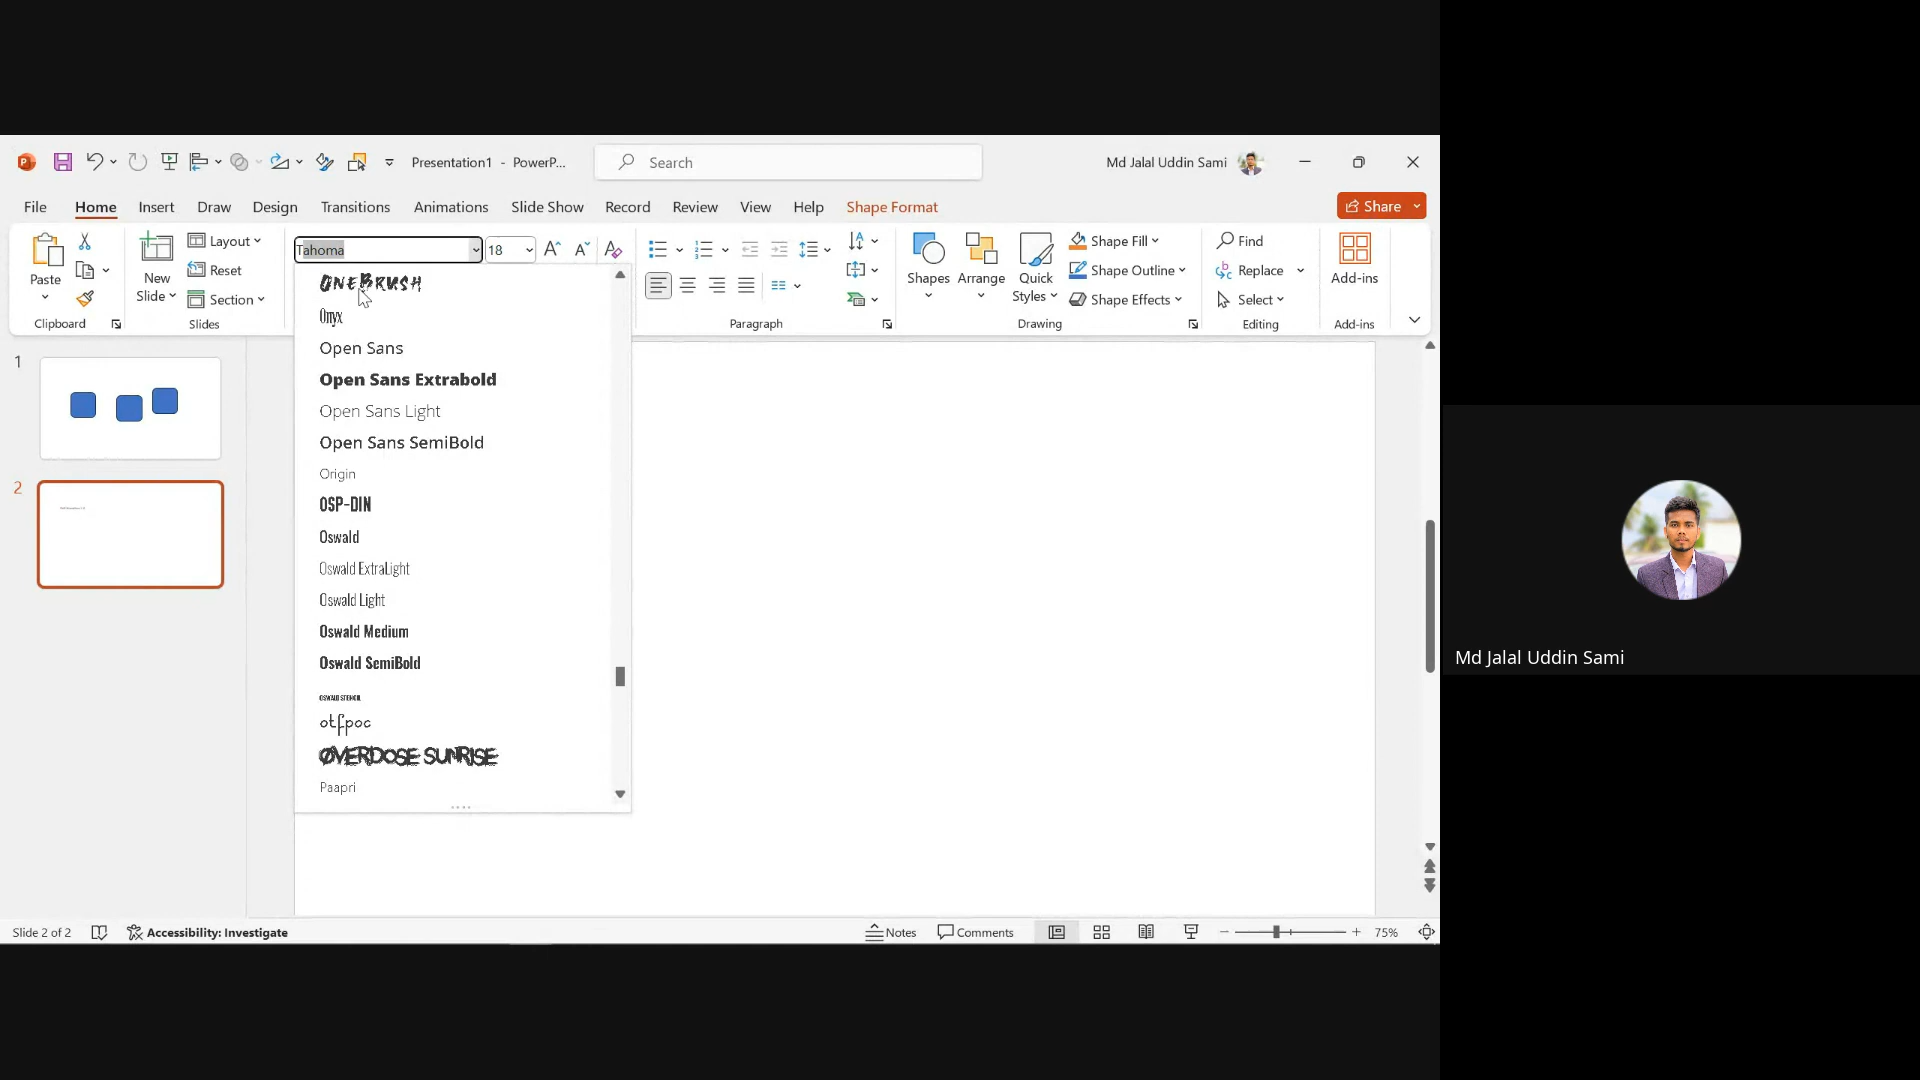 Presentation1 - PowerP...
Search
Md Jalal Uddin Sami
File Home Insert Draw Design Transitions Animations Slide Show Record Review View Help Shape Format
Share
Paste
Clipboard
New
Slide
Layout
Reset
Section
Slides
Tahoma
18
Paragraph
Shapes
Arrange
Quick
Styles
Shape Fill
Shape Outline
Shape Effects
Drawing
Find
Replace
Select
Editing
Add-ins
Add-ins
OneBrush
Onyx
Open Sans
Open Sans Extrabold
Open Sans Light
Open Sans SemiBold
Origin
OSP-DIN
Oswald
Oswald ExtraLight
Oswald Light
Oswald Medium
Oswald SemiBold
OSWALD STENCIL
otfpoc
ØVERDOSE SUNRISE
Paapri
1
2
Md Jalal Uddin Sami
Slide 2 of 2
Accessibility: Investigate
Notes
Comments
75%